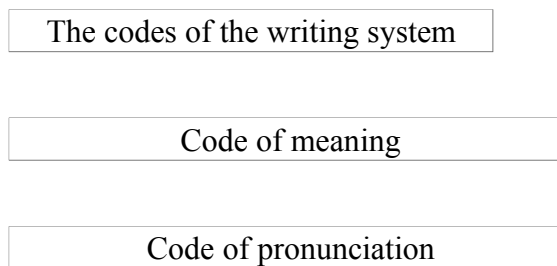 The codes of the writing system
Code of meaning
Code of pronunciation